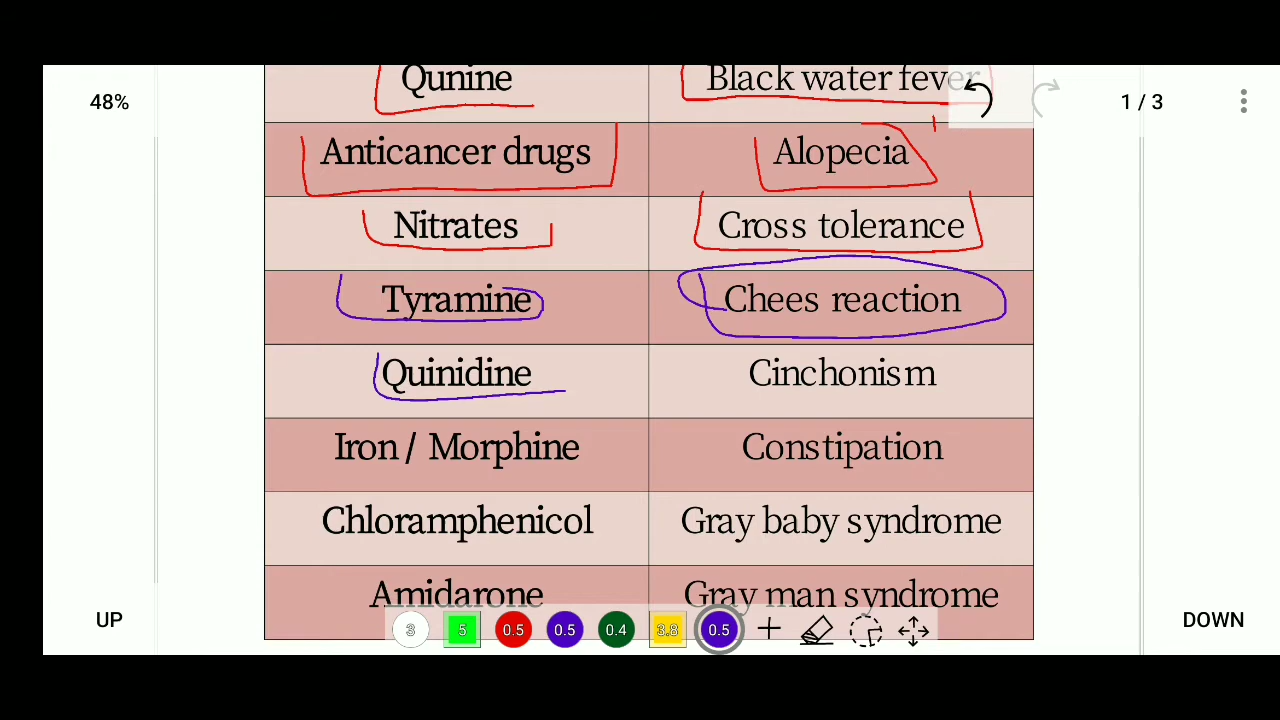 Qunine Black water fever
48% 1 / 3
Anticancer drugs Alopecia
Nitrates Cross tolerance
Tyramine Chees reaction
Quinidine Cinchonism
Iron / Morphine Constipation
Chloramphenicol Gray baby syndrome
Amidarone Gray man syndrome
UP DOWN
3 5 0.5 0.5 0.4 3.8 0.5